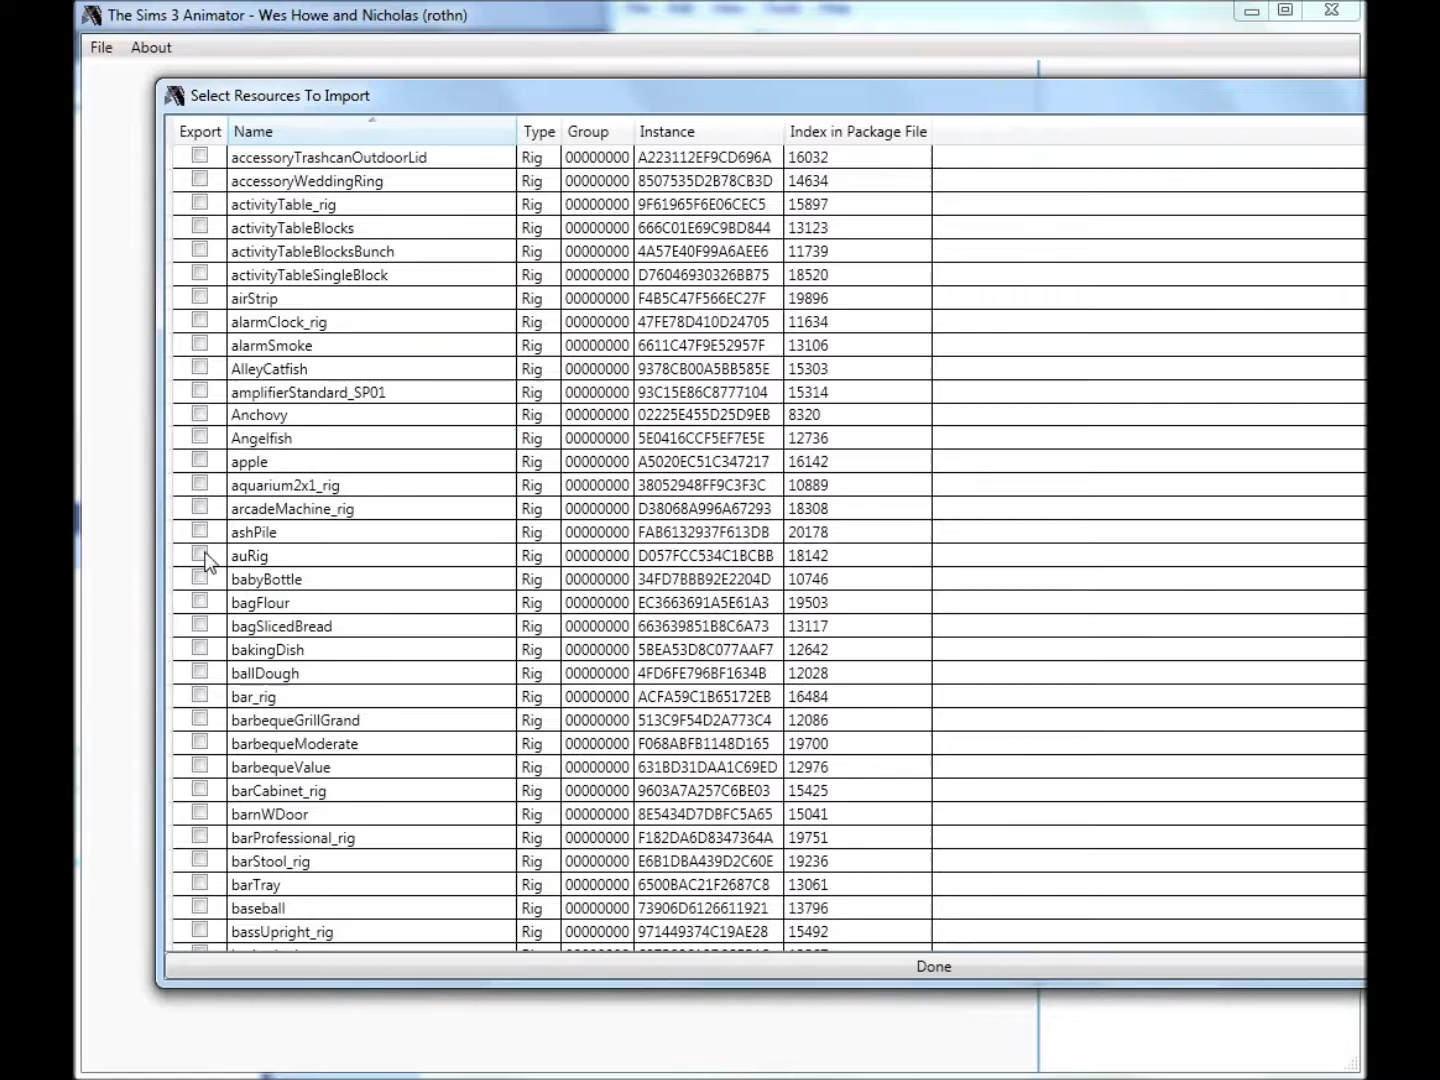 The Sims 3 Animator - Wes Howe and Nicholas (rothn)
File About
Select Resources To Import
Export Name Type Group Instance Index in Package File
accessoryTrashcanOutdoorLid Rig 00000000 A223112EF9CD696A 16032
accessoryWeddingRing Rig 00000000 8507535D2B78CB3D 14634
activityTable_rig Rig 00000000 9F61965F6E06CEC5 15897
activityTableBlocks Rig 00000000 666C01E69C9BD844 13123
activityTableBlocksBunch Rig 00000000 4A57E40F99A6AEE6 11739
activityTableSingleBlock Rig 00000000 D76046930326BB75 18520
airStrip Rig 00000000 F4B5C47F566EC27F 19896
alarmClock_rig Rig 00000000 47FE78D410D24705 11634
alarmSmoke Rig 00000000 6611C47F9E52957F 13106
AlleyCatfish Rig 00000000 9378CB00A5BB585E 15303
amplifierStandard_SP01 Rig 00000000 93C15E86C8777104 15314
Anchovy Rig 00000000 02225E455D25D9EB 8320
Angelfish Rig 00000000 5E0416CCF5EF7E5E 12736
apple Rig 00000000 A5020EC51C347217 16142
aquarium2x1_rig Rig 00000000 38052948FF9C3F3C 10889
arcadeMachine_rig Rig 00000000 D38068A996A67293 18308
ashPile Rig 00000000 FAB6132937F613DB 20178
auRig Rig 00000000 D057FCC534C1BCBB 18142
babyBottle Rig 00000000 34FD7BBB92E2204D 10746
bagFlour Rig 00000000 EC3663691A5E61A3 19503
bagSlicedBread Rig 00000000 663639851B8C6A73 13117
bakingDish Rig 00000000 5BEA53D8C077AAF7 12642
ballDough Rig 00000000 4FD6FE796BF1634B 12028
bar_rig Rig 00000000 ACFA59C1B65172EB 16484
barbequeGrillGrand Rig 00000000 513C9F54D2A773C4 12086
barbequeModerate Rig 00000000 F068ABFB1148D165 19700
barbequeValue Rig 00000000 631BD31DAA1C69ED 12976
barCabinet_rig Rig 00000000 9603A7A257C6BE03 15425
barnWDoor Rig 00000000 8E5434D7DBFC5A65 15041
barProfessional_rig Rig 00000000 F182DA6D8347364A 19751
barStool_rig Rig 00000000 E6B1DBA439D2C60E 19236
barTray Rig 00000000 6500BAC21F2687C8 13061
baseball Rig 00000000 73906D6126611921 13796
bassUpright_rig Rig 00000000 971449374C19AE28 15492
Done